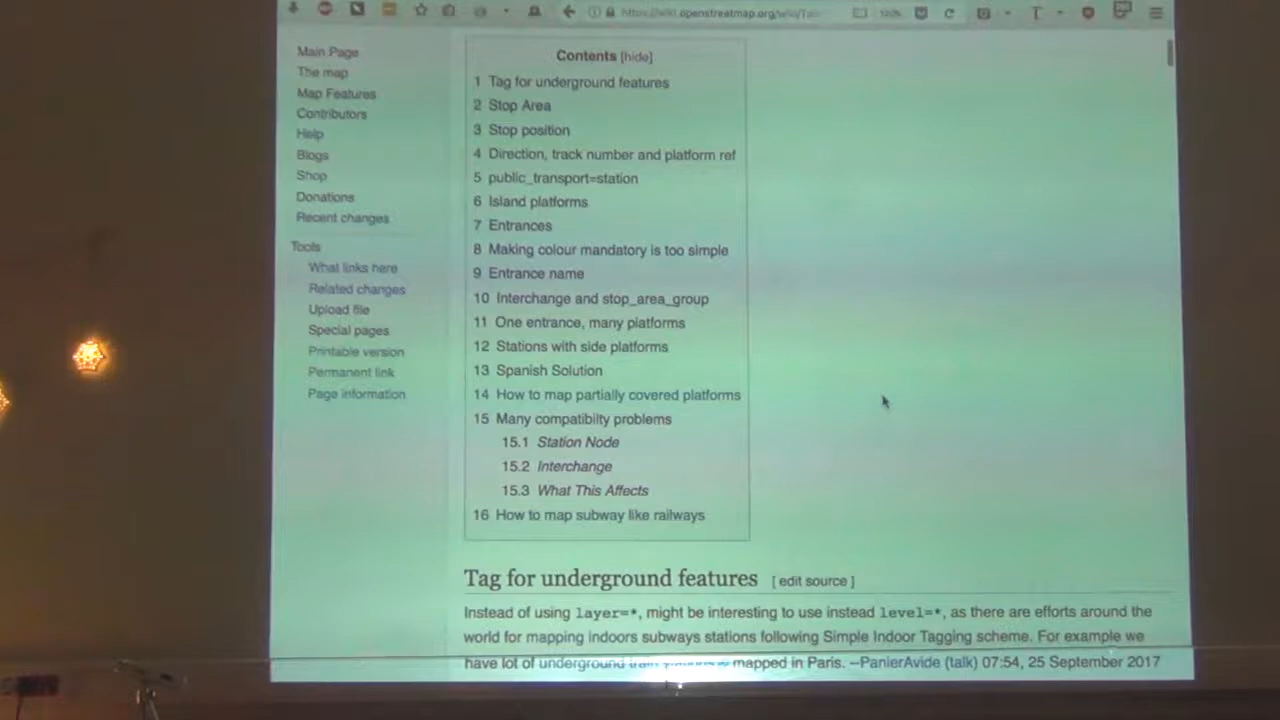 https://wiki.openstreetmap.org/wiki/Tal
120%
Main Page
The map
Map Features
Contributors
Help
Blogs
Shop
Donations
Recent changes
Tools
What links here
Related changes
Upload file
Special pages
Printable version
Permanent link
Page information
Contents [hide]
1 Tag for underground features
2 Stop Area
3 Stop position
4 Direction, track number and platform ref
5 public_transport=station
6 Island platforms
7 Entrances
8 Making colour mandatory is too simple
9 Entrance name
10 Interchange and stop_area_group
11 One entrance, many platforms
12 Stations with side platforms
13 Spanish Solution
14 How to map partially covered platforms
15 Many compatibilty problems
15.1 Station Node
15.2 Interchange
15.3 What This Affects
16 How to map subway like railways
Tag for underground features [ edit source ]
Instead of using layer=*, might be interesting to use instead level=*, as there are efforts around the
world for mapping indoors subways stations following Simple Indoor Tagging scheme. For example we
have lot of underground mapped in Paris. --PanierAvide (talk) 07:54, 25 September 2017